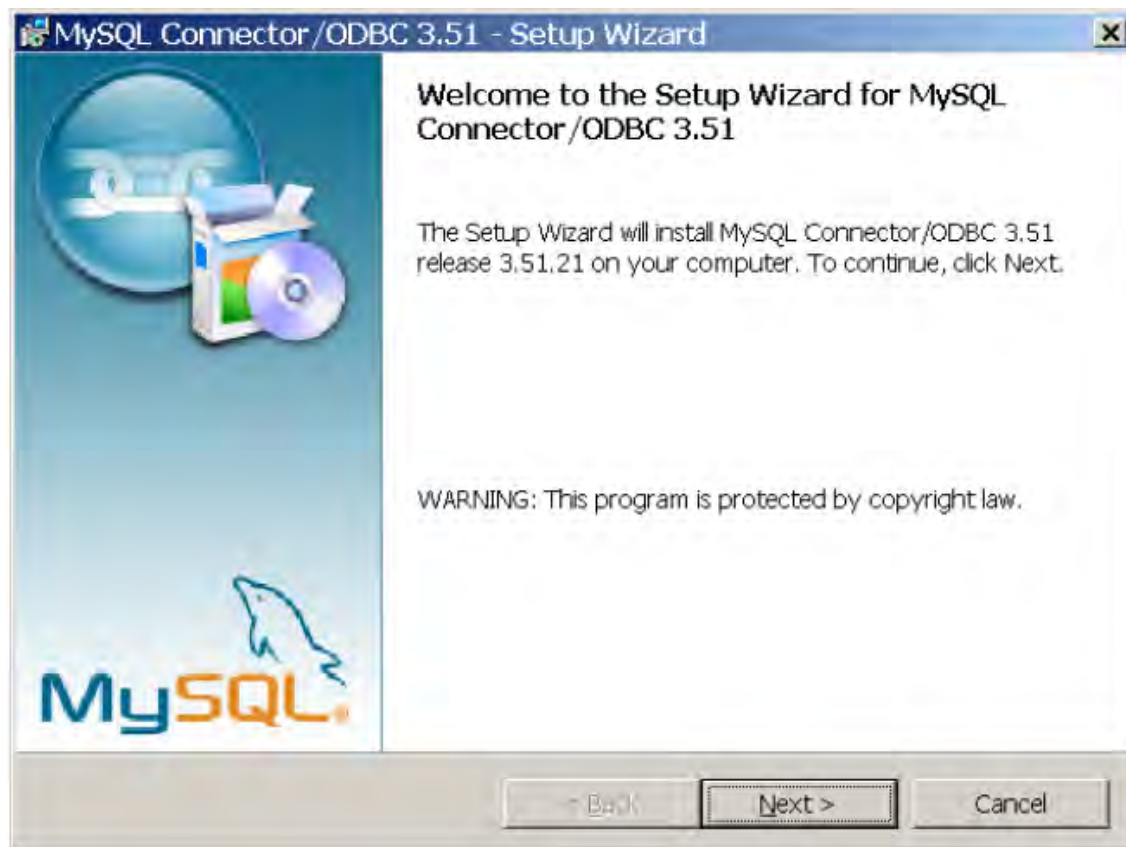 MySQL Connector/ODBC 3.51 - Setup Wizard
Welcome to the Setup Wizard for MySQL
Connector/ODBC 3.51
The Setup Wizard will install MySQL Connector/ODBC 3.51
release 3.51.21 on your computer. To continue, click Next.
WARNING: This program is protected by copyright law.
MySQL
< Back
Next >
Cancel